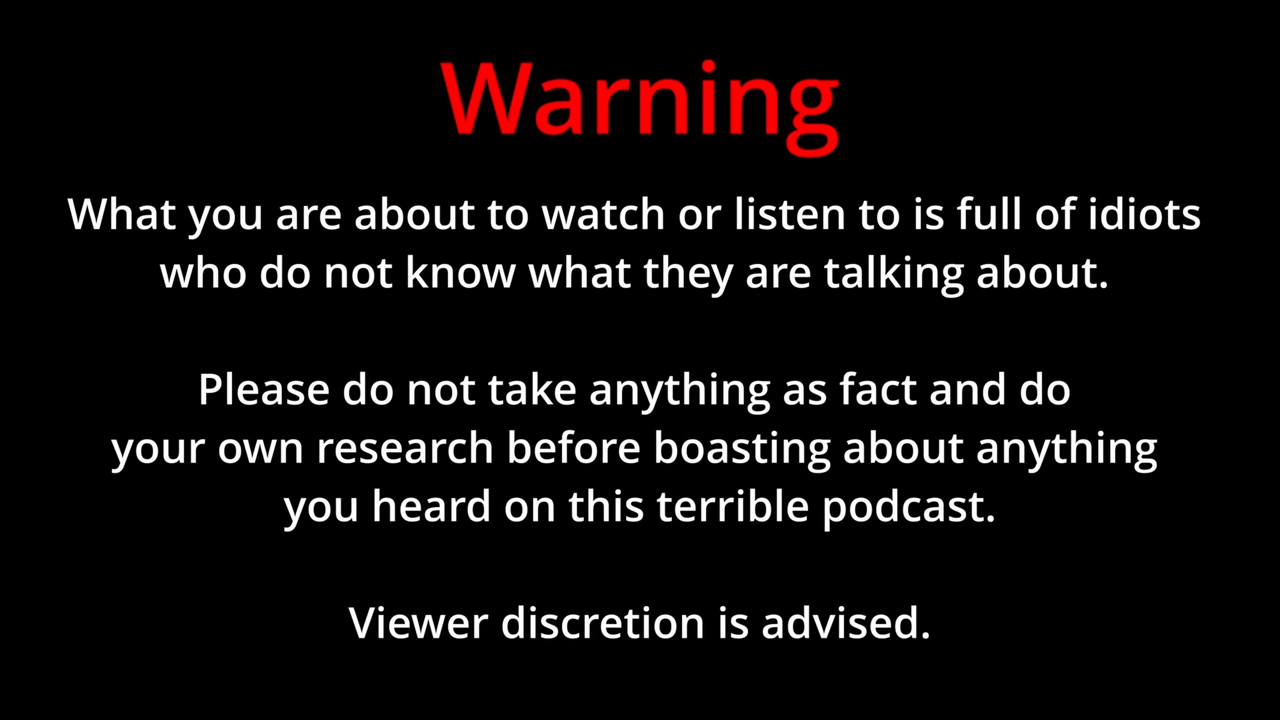 Warning
What you are about to watch or listen to is full of idiots
who do not know what they are talking about.
Please do not take anything as fact and do
your own research before boasting about anything
you heard on this terrible podcast.
Viewer discretion is advised.